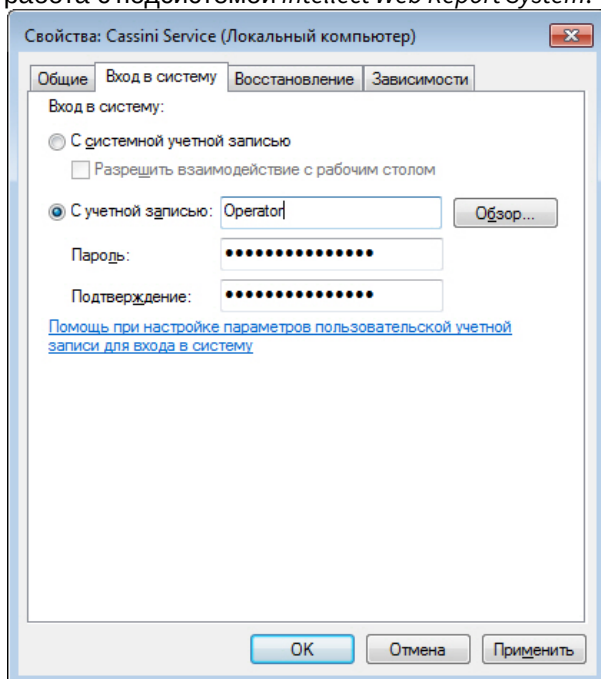 работа с подсистемой Intellect Web Report System.
Свойства: Cassini Service (Локальный компьютер)
Общие Вход в систему Восстановление Зависимости
Вход в систему:
С системной учетной записью
Разрешить взаимодействие с рабочим столом
С учетной записью: Operator Обзор...
Пароль: ●●●●●●●●●●●●●●●
Подтверждение: ●●●●●●●●●●●●●●●
Помощь при настройке параметров пользовательской учетной
записи для входа в систему
ОК Отмена Применить